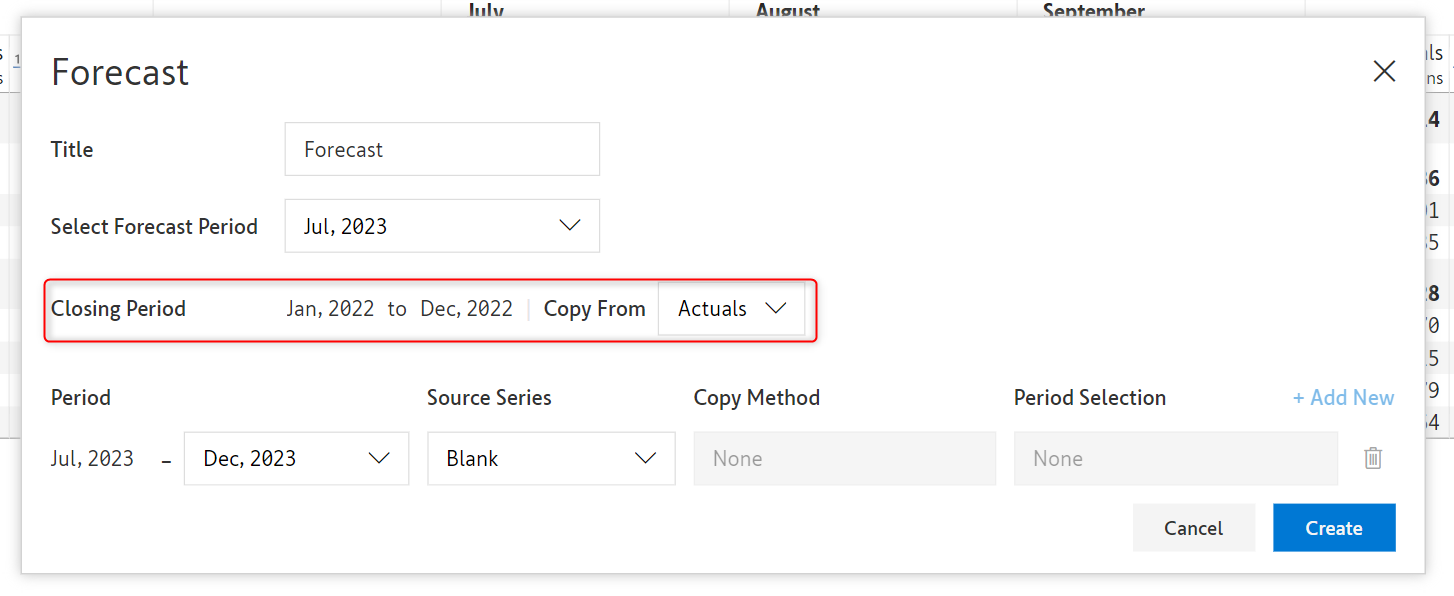 July August September
Forecast
Title Forecast
Select Forecast Period Jul, 2023
Closing Period Jan, 2022 to Dec, 2022 Copy From Actuals
Period Source Series Copy Method Period Selection + Add New
Jul, 2023 – Dec, 2023 Blank None None
Cancel Create